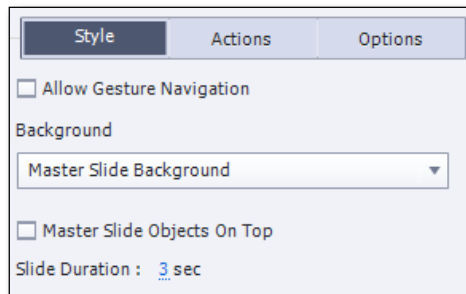 Style Actions Options
Allow Gesture Navigation
Background
Master Slide Background
Master Slide Objects On Top
Slide Duration : 3 sec